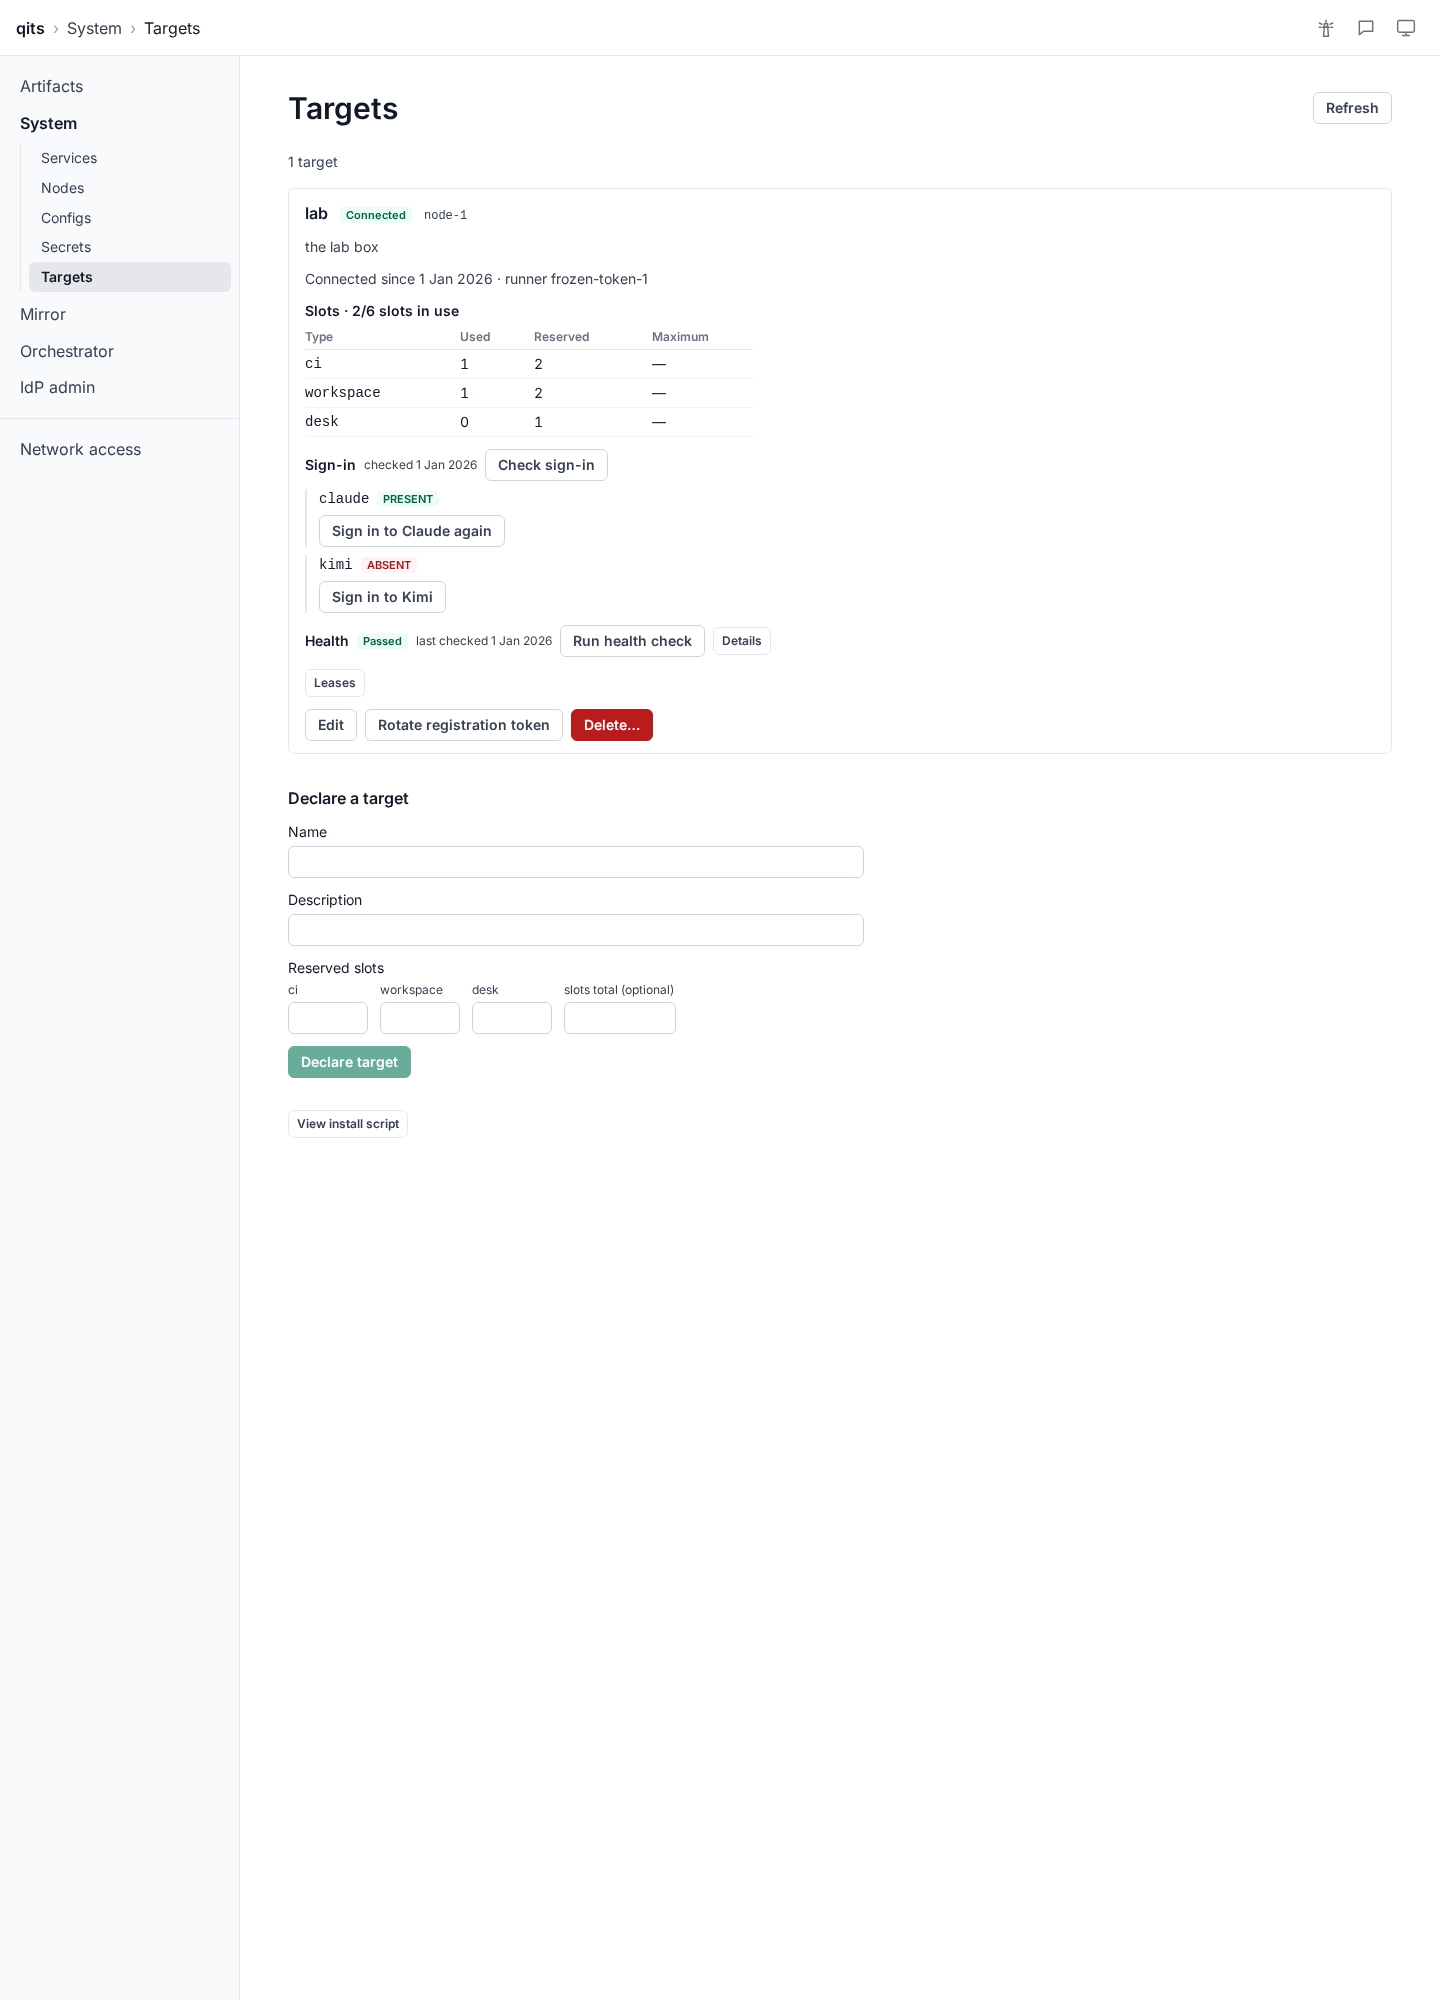 qits › System › Targets
Artifacts
System
Services
Nodes
Configs
Secrets
Targets
Mirror
Orchestrator
IdP admin
Network access
Targets
Refresh
1 target
lab Connected node-1
the lab box
Connected since 1 Jan 2026 · runner frozen-token-1
Slots · 2/6 slots in use
Type Used Reserved Maximum
ci 1 2 —
workspace 1 2 —
desk 0 1 —
Sign-in checked 1 Jan 2026 Check sign-in
claude PRESENT
Sign in to Claude again
kimi ABSENT
Sign in to Kimi
Health Passed last checked 1 Jan 2026 Run health check Details
Leases
Edit Rotate registration token Delete...
Declare a target
Name
Description
Reserved slots
ci workspace desk slots total (optional)
Declare target
View install script